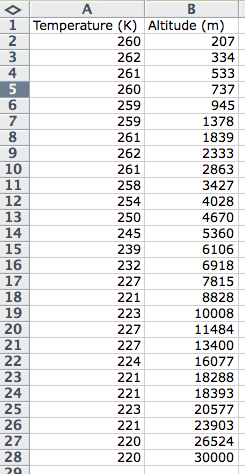 A B
1 Temperature (K) Altitude (m)
2 260 207
3 262 334
4 261 533
5 260 737
6 259 945
7 259 1378
8 261 1839
9 262 2333
10 261 2863
11 258 3427
12 254 4028
13 250 4670
14 245 5360
15 239 6106
16 232 6918
17 227 7815
18 221 8828
19 223 10008
20 227 11484
21 227 13400
22 224 16077
23 221 18288
24 221 18393
25 223 20577
26 221 23903
27 220 26524
28 220 30000
29